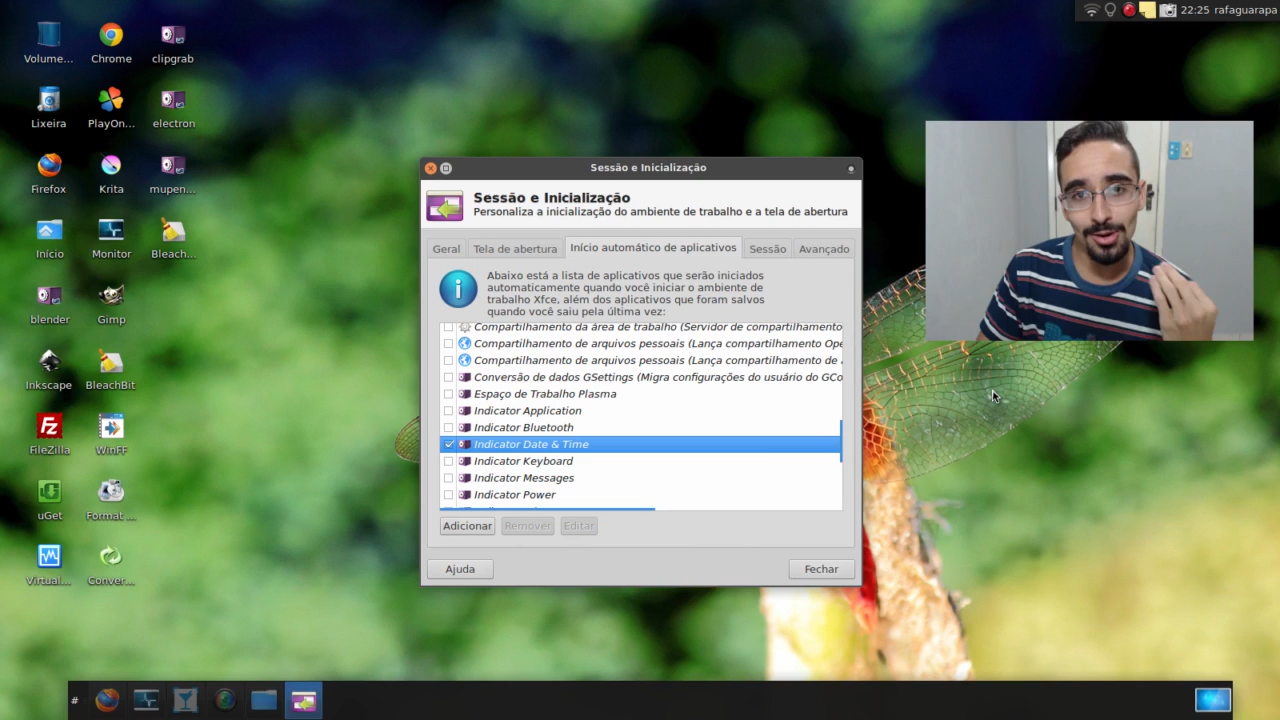 22:25 rafaguarapa
Volume...
Chrome
clipgrab
Lixeira
PlayOn...
electron
Firefox
Krita
mupen...
Início
Monitor
Bleach...
blender
Gimp
Inkscape
BleachBit
FileZilla
WinFF
uGet
Format ...
Virtual...
Conver...
Sessão e Inicialização
Sessão e Inicialização
Personaliza a inicialização do ambiente de trabalho e a tela de abertura
Geral
Tela de abertura
Início automático de aplicativos
Sessão
Avançado
Abaixo está a lista de aplicativos que serão iniciados
automaticamente quando você iniciar o ambiente de
trabalho Xfce, além dos aplicativos que foram salvos
quando você saiu pela última vez:
Compartilhamento da área de trabalho (Servidor de compartilhamento
Compartilhamento de arquivos pessoais (Lança compartilhamento Ope
Compartilhamento de arquivos pessoais (Lança compartilhamento de
Conversão de dados GSettings (Migra configurações do usuário do GCo
Espaço de Trabalho Plasma
Indicator Application
Indicator Bluetooth
Indicator Date & Time
Indicator Keyboard
Indicator Messages
Indicator Power
Adicionar
Remover
Editar
Ajuda
Fechar
#